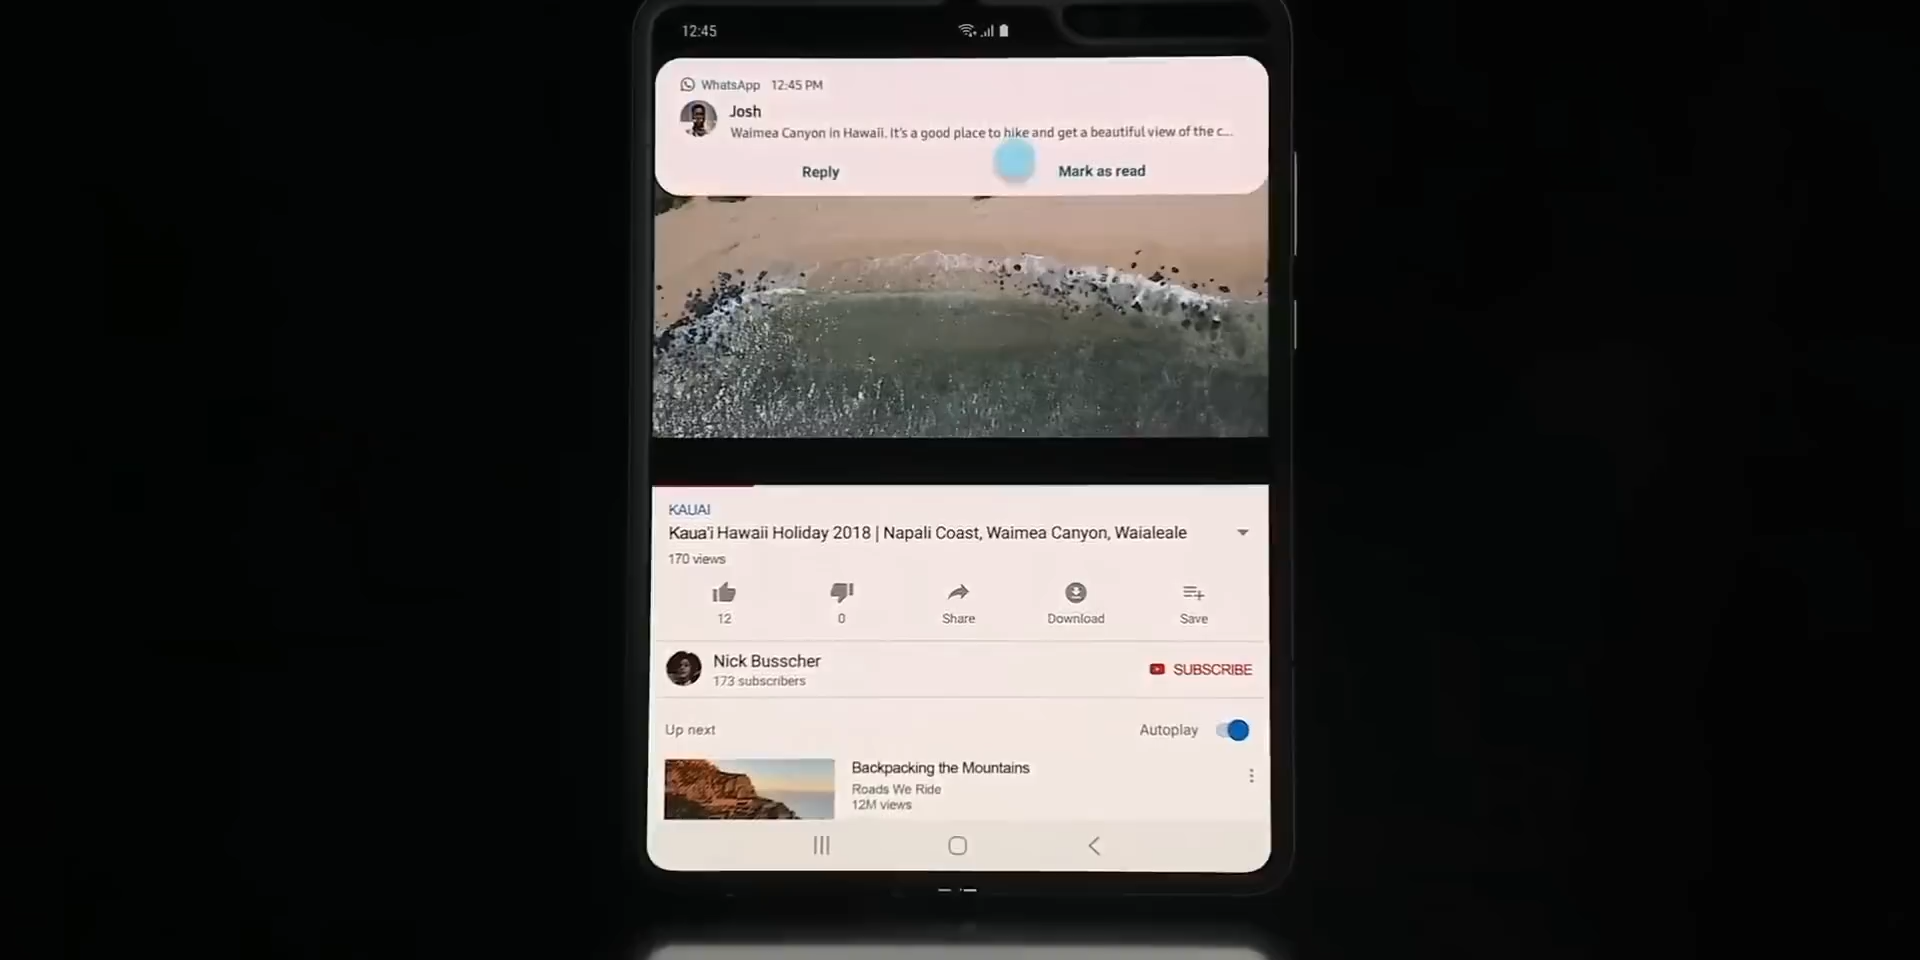 12:45
WhatsApp 12:45 PM
Josh
Waimea Canyon in Hawaii. It's a good place to hike and get a beautiful view of the c...
Reply Mark as read
KAUAI
Kaua'i Hawaii Holiday 2018 | Napali Coast, Waimea Canyon, Waialeale
170 views
12 0 Share Download Save
Nick Busscher
173 subscribers
SUBSCRIBE
Up next Autoplay
Backpacking the Mountains
Roads We Ride
12M views